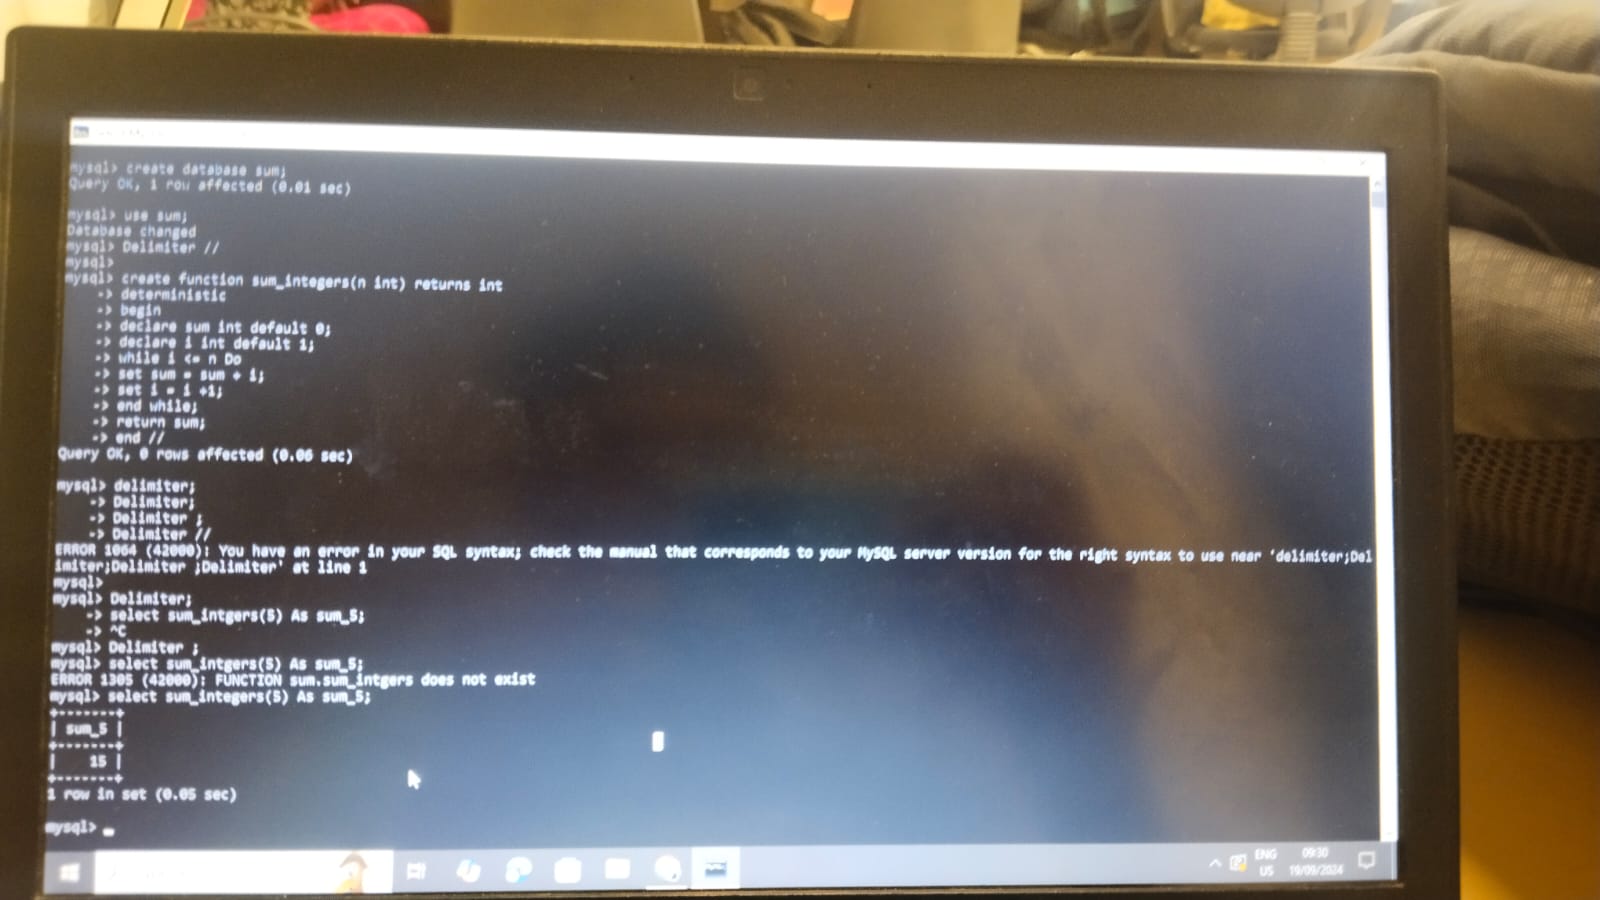 mysql> create database sum;
Query OK, 1 row affected (0.01 sec)
mysql> use sum;
Database changed
mysql> Delimiter //
mysql>
mysql> create function sum_integers(n int) returns int
-> deterministic
-> begin
-> declare sum int default 0;
-> declare i int default 1;
-> while i <= n Do
-> set sum = sum + i;
-> set i = i +1;
-> end while;
-> return sum;
-> end //
Query OK, 0 rows affected (0.06 sec)
mysql> delimiter;
-> Delimiter;
-> Delimiter ;
-> Delimiter //
ERROR 1064 (42000): You have an error in your SQL syntax; check the manual that corresponds to your MySQL server version for the right syntax to use near 'delimiter;Del
imiter;Delimiter ;Delimiter' at line 1
mysql>
mysql> Delimiter;
-> select sum_intgers(5) As sum_5;
-> ^C
mysql> Delimiter ;
mysql> select sum_intgers(5) As sum_5;
ERROR 1305 (42000): FUNCTION sum.sum_intgers does not exist
mysql> select sum_integers(5) As sum_5;
+-------+
| sum_5 |
+-------+
|    15 |
+-------+
1 row in set (0.05 sec)
mysql>
ENG 09:30
US 19/09/2024